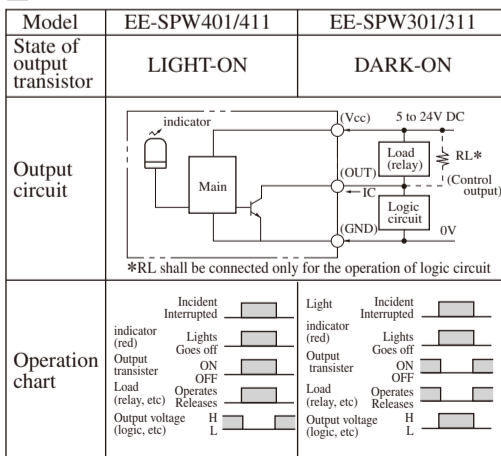 Model EE-SPW401/411 EE-SPW301/311
State of
output
transistor
LIGHT-ON DARK-ON
Output
circuit
indicator
Main
(Vcc) 5 to 24V DC
Load
(relay)
RL*
(OUT)
IC
(Control
output)
Logic
circuit
(GND) 0V
*RL shall be connected only for the operation of logic circuit
Operation
chart
Incident
Interrupted
indicator
(red)
Lights
Goes off
Output
transister
ON
OFF
Load
(relay, etc)
Operates
Releases
Output voltage
(logic, etc)
H
L
Light
Incident
Interrupted
indicator
(red)
Lights
Goes off
Output
transister
ON
OFF
Load
(relay, etc)
Operates
Releases
Output voltage
(logic, etc)
H
L